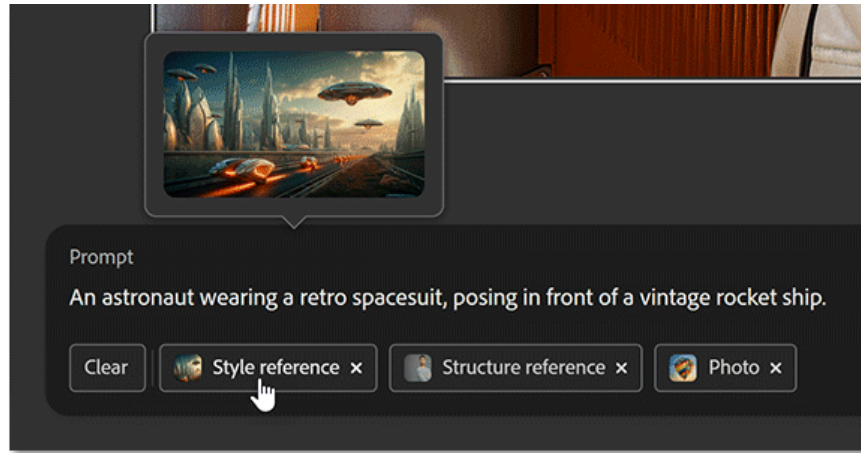 Prompt
An astronaut wearing a retro spacesuit, posing in front of a vintage rocket ship.
Clear Style reference × Structure reference × Photo ×